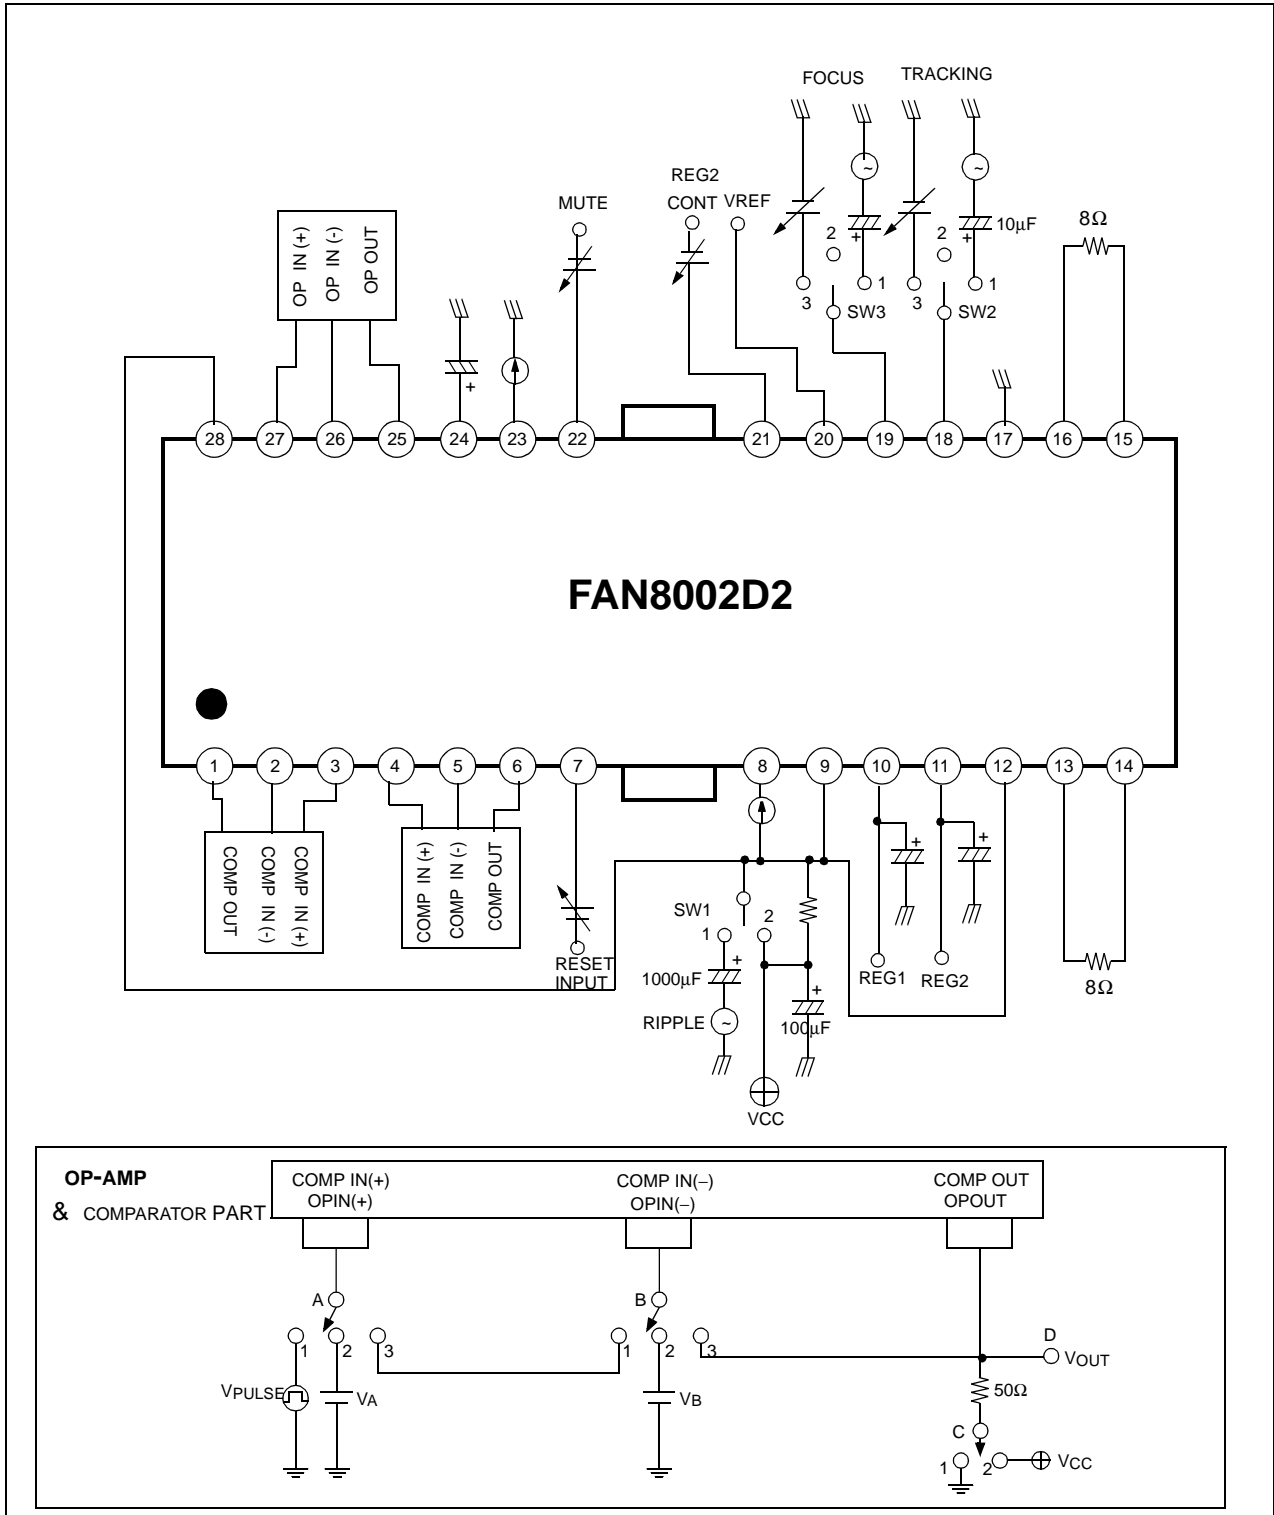 FOCUS TRACKING
REG2
MUTE CONT VREF
OP IN (+)
OP IN (-)
OP OUT
2 2 10µF 8Ω
+ +
3 1 3 1
SW3 SW2
+
28 27 26 25 24 23 22 21 20 19 18 17 16 15
FAN8002D2
1 2 3 4 5 6 7 8 9 10 11 12 13 14
COMP OUT
COMP IN (-)
COMP IN (+)
COMP IN (+)
COMP IN (-)
COMP OUT
RESET
INPUT
SW1
1 2
+ + + +
1000µF
RIPPLE ~
100µF
REG1 REG2
8Ω
VCC
OP-AMP
& COMPARATOR PART
COMP IN(+)
OPIN(+)
COMP IN(−)
OPIN(−)
COMP OUT
OPOUT
A B
1 2 3 1 2 3
D
VOUT
VPULSE VA VB
50Ω
C
1 2 VCC